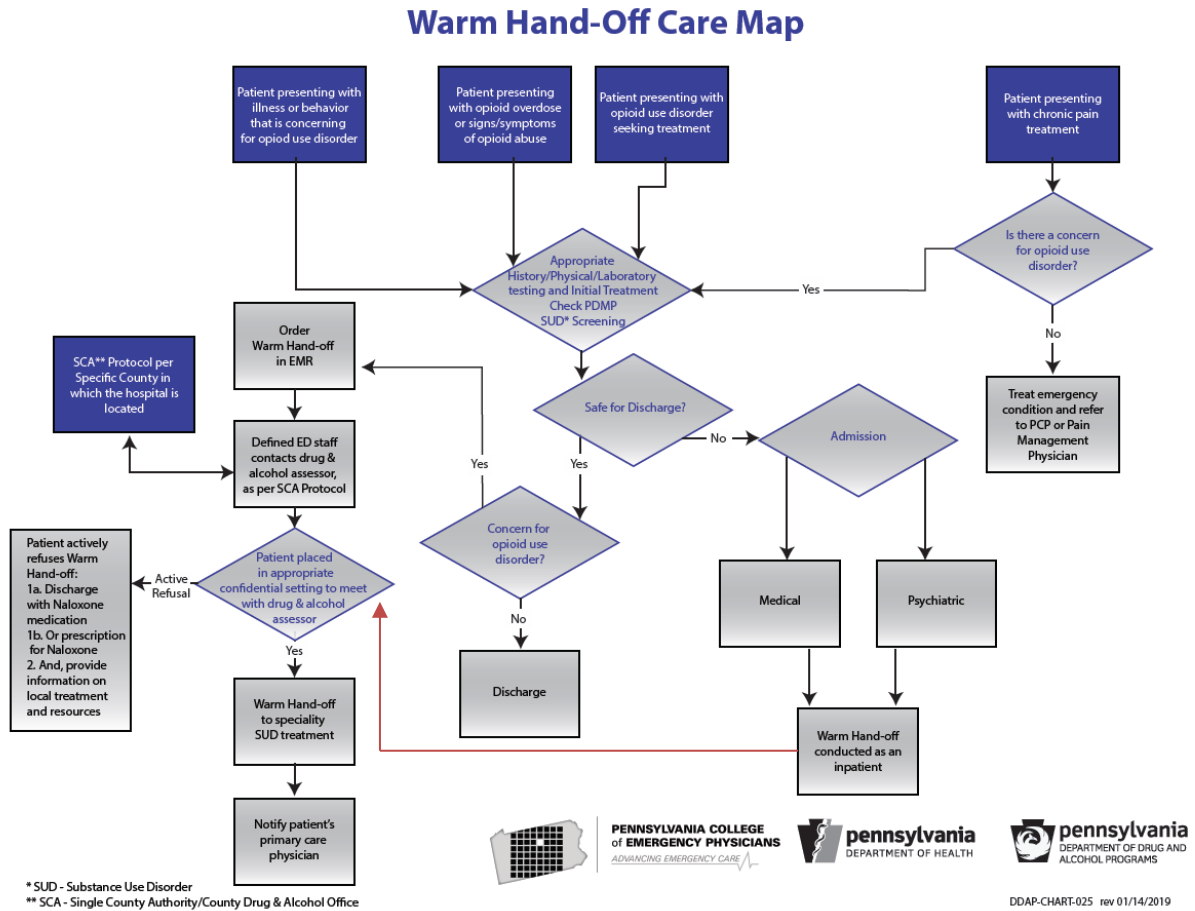 Warm Hand-Off Care Map
Patient presenting with
illness or behavior
that is concerning
for opiod use disorder
Patient presenting
with opioid overdose
or signs/symptoms
of opioid abuse
Patient presenting with
opioid use disorder
seeking treatment
Patient presenting
with chronic pain
treatment
Is there a concern
for opioid use
disorder?
Yes
No
Treat emergency
condition and refer
to PCP or Pain
Management
Physician
Appropriate
History/Physical/Laboratory
testing and Initial Treatment
Check PDMP
SUD* Screening
Safe for Discharge?
No
Yes
Admission
Medical
Psychiatric
Warm Hand-off
conducted as an
inpatient
Concern for
opioid use
disorder?
Yes
No
Discharge
Order
Warm Hand-off
in EMR
SCA** Protocol per
Specific County in
which the hospital is
located
Defined ED staff
contacts drug &
alcohol assessor,
as per SCA Protocol
Patient placed
in appropriate
confidential setting to meet
with drug & alcohol
assessor
Active
Refusal
Patient actively
refuses Warm
Hand-off:
1a. Discharge
with Naloxone
medication
1b. Or prescription
for Naloxone
2. And, provide
information on
local treatment
and resources
Yes
Warm Hand-off
to speciality
SUD treatment
Notify patient's
primary care
physician
* SUD - Substance Use Disorder
** SCA - Single County Authority/County Drug & Alcohol Office
PENNSYLVANIA COLLEGE
of EMERGENCY PHYSICIANS
ADVANCING EMERGENCY CARE
pennsylvania
DEPARTMENT OF HEALTH
pennsylvania
DEPARTMENT OF DRUG AND
ALCOHOL PROGRAMS
DDAP-CHART-025 rev 01/14/2019